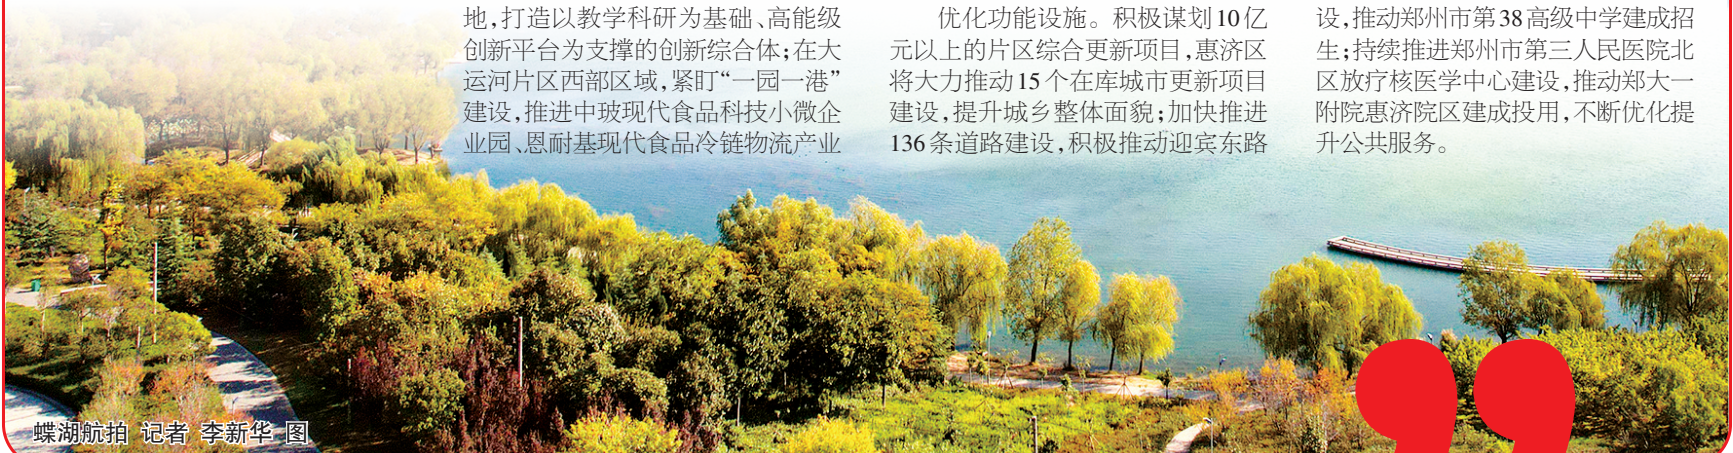 地,打造以教学科研为基础、高能级
创新平台为支撑的创新综合体;在大
运河片区西部区域,紧盯“一园一港”
建设,推进中玻现代食品科技小微企
业园、恩耐基现代食品冷链物流产业
优化功能设施。积极谋划10亿
元以上的片区综合更新项目,惠济区
将大力推动15个在库城市更新项目
建设,提升城乡整体面貌;加快推进
136条道路建设,积极推动迎宾东路
设,推动郑州市第38高级中学建成招
生;持续推进郑州市第三人民医院北
区放疗核医学中心建设,推动郑大一
附院惠济院区建成投用,不断优化提
升公共服务。
蝶湖航拍 记者 李新华 图